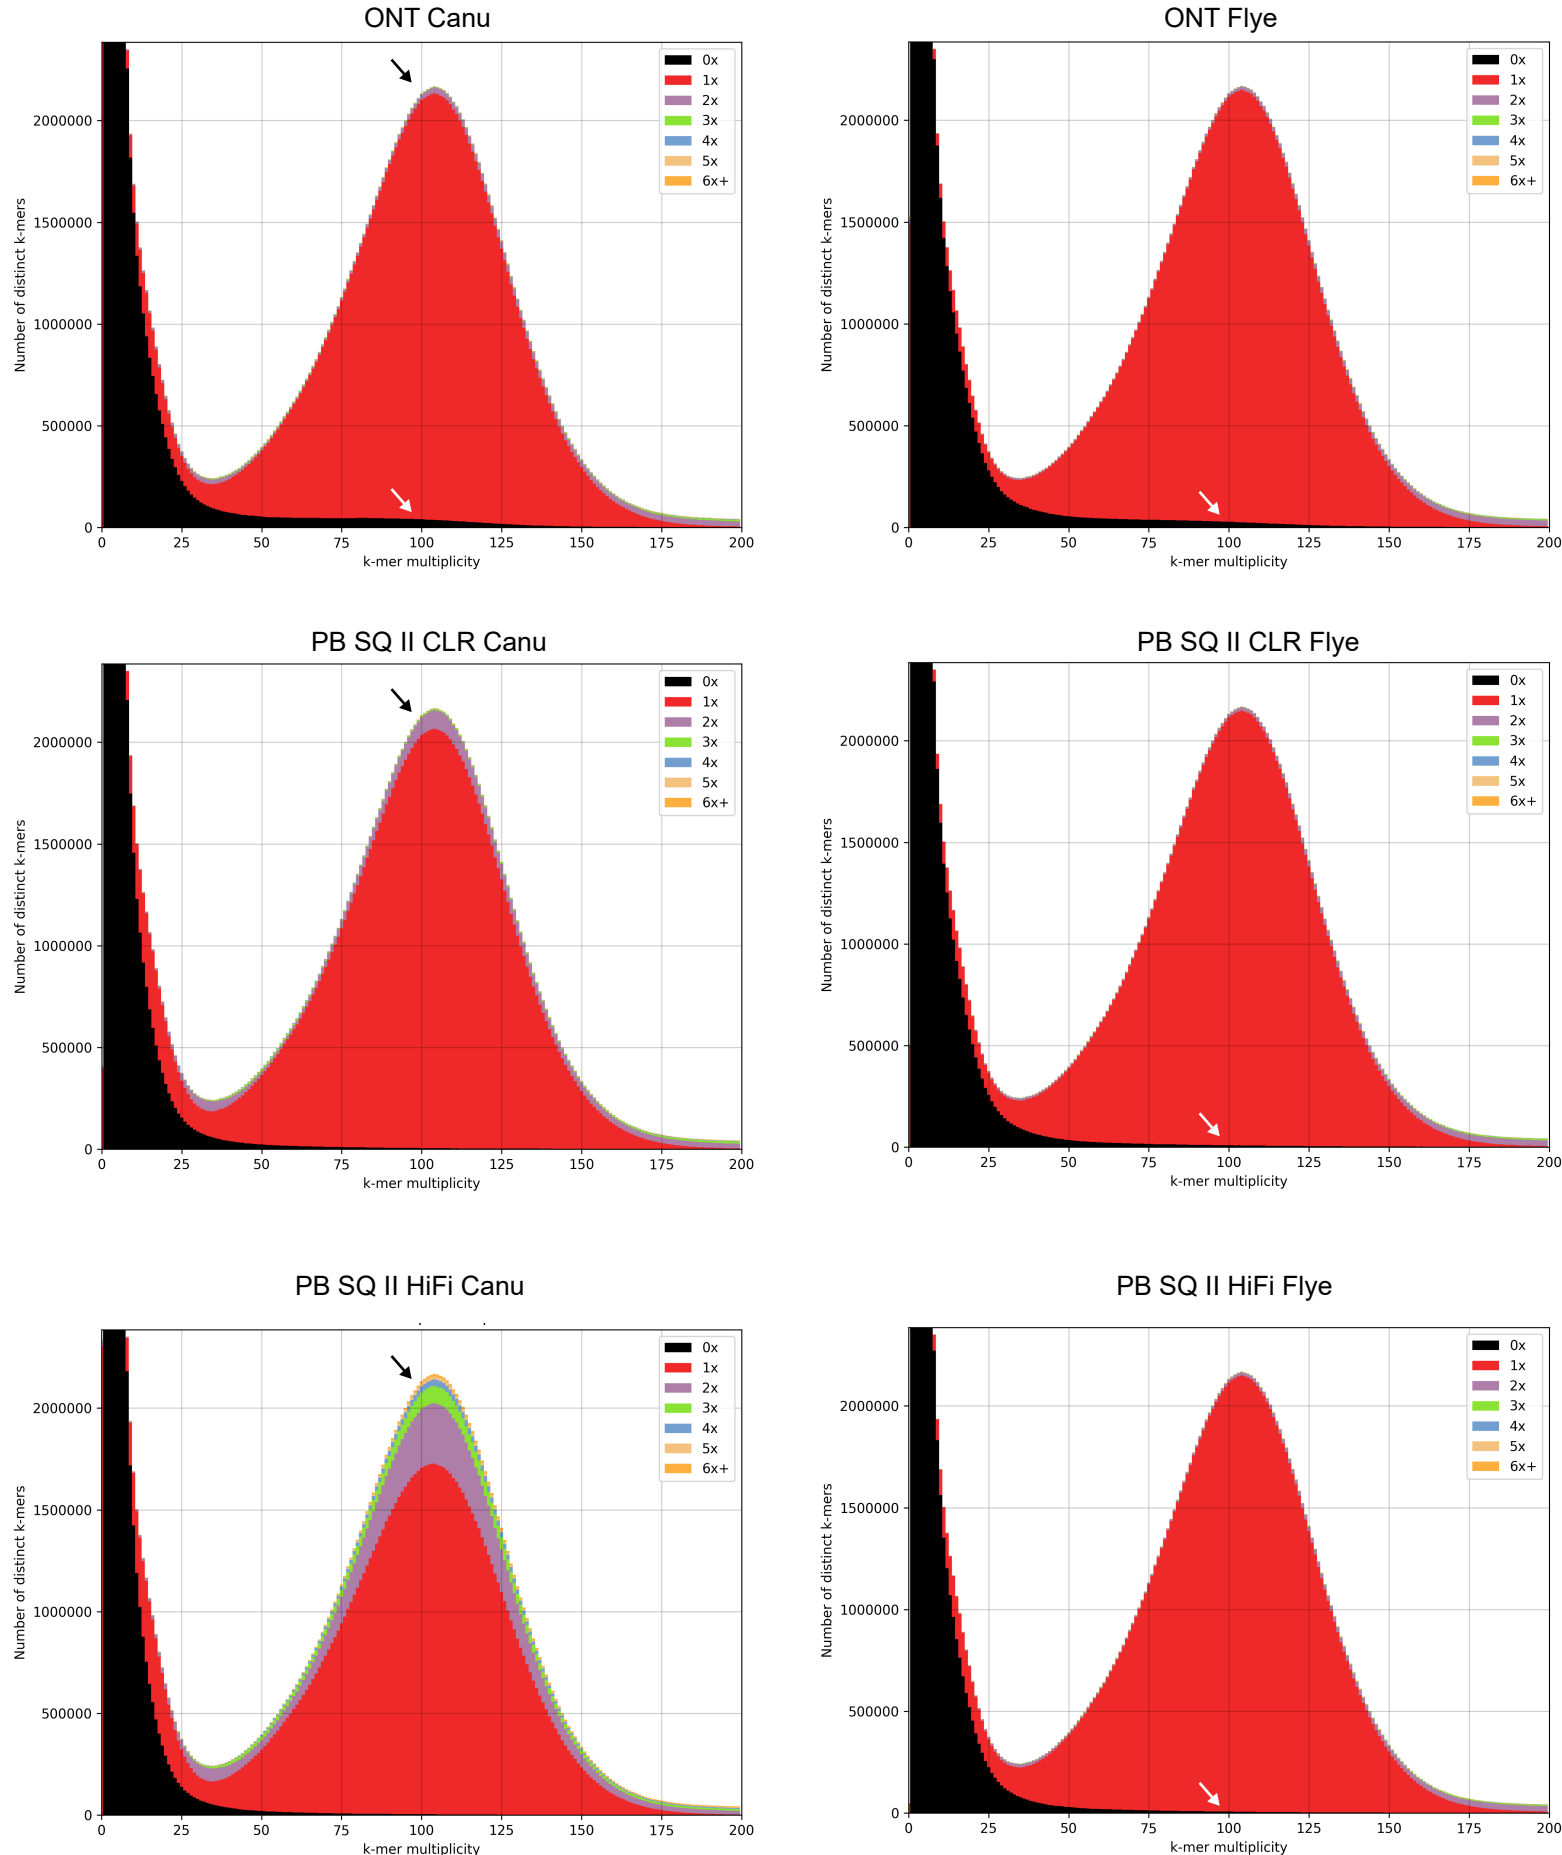 ONT Canu
Number of distinct k-mers
2000000
1500000
1000000
500000
0
0 25 50 75 100 125 150 175 200
k-mer multiplicity
0x
1x
2x
3x
4x
5x
6x+
ONT Flye
Number of distinct k-mers
2000000
1500000
1000000
500000
0
0 25 50 75 100 125 150 175 200
k-mer multiplicity
0x
1x
2x
3x
4x
5x
6x+
PB SQ II CLR Canu
Number of distinct k-mers
2000000
1500000
1000000
500000
0
0 25 50 75 100 125 150 175 200
k-mer multiplicity
0x
1x
2x
3x
4x
5x
6x+
PB SQ II CLR Flye
Number of distinct k-mers
2000000
1500000
1000000
500000
0
0 25 50 75 100 125 150 175 200
k-mer multiplicity
0x
1x
2x
3x
4x
5x
6x+
PB SQ II HiFi Canu
Number of distinct k-mers
2000000
1500000
1000000
500000
0
0 25 50 75 100 125 150 175 200
k-mer multiplicity
0x
1x
2x
3x
4x
5x
6x+
PB SQ II HiFi Flye
Number of distinct k-mers
2000000
1500000
1000000
500000
0
0 25 50 75 100 125 150 175 200
k-mer multiplicity
0x
1x
2x
3x
4x
5x
6x+